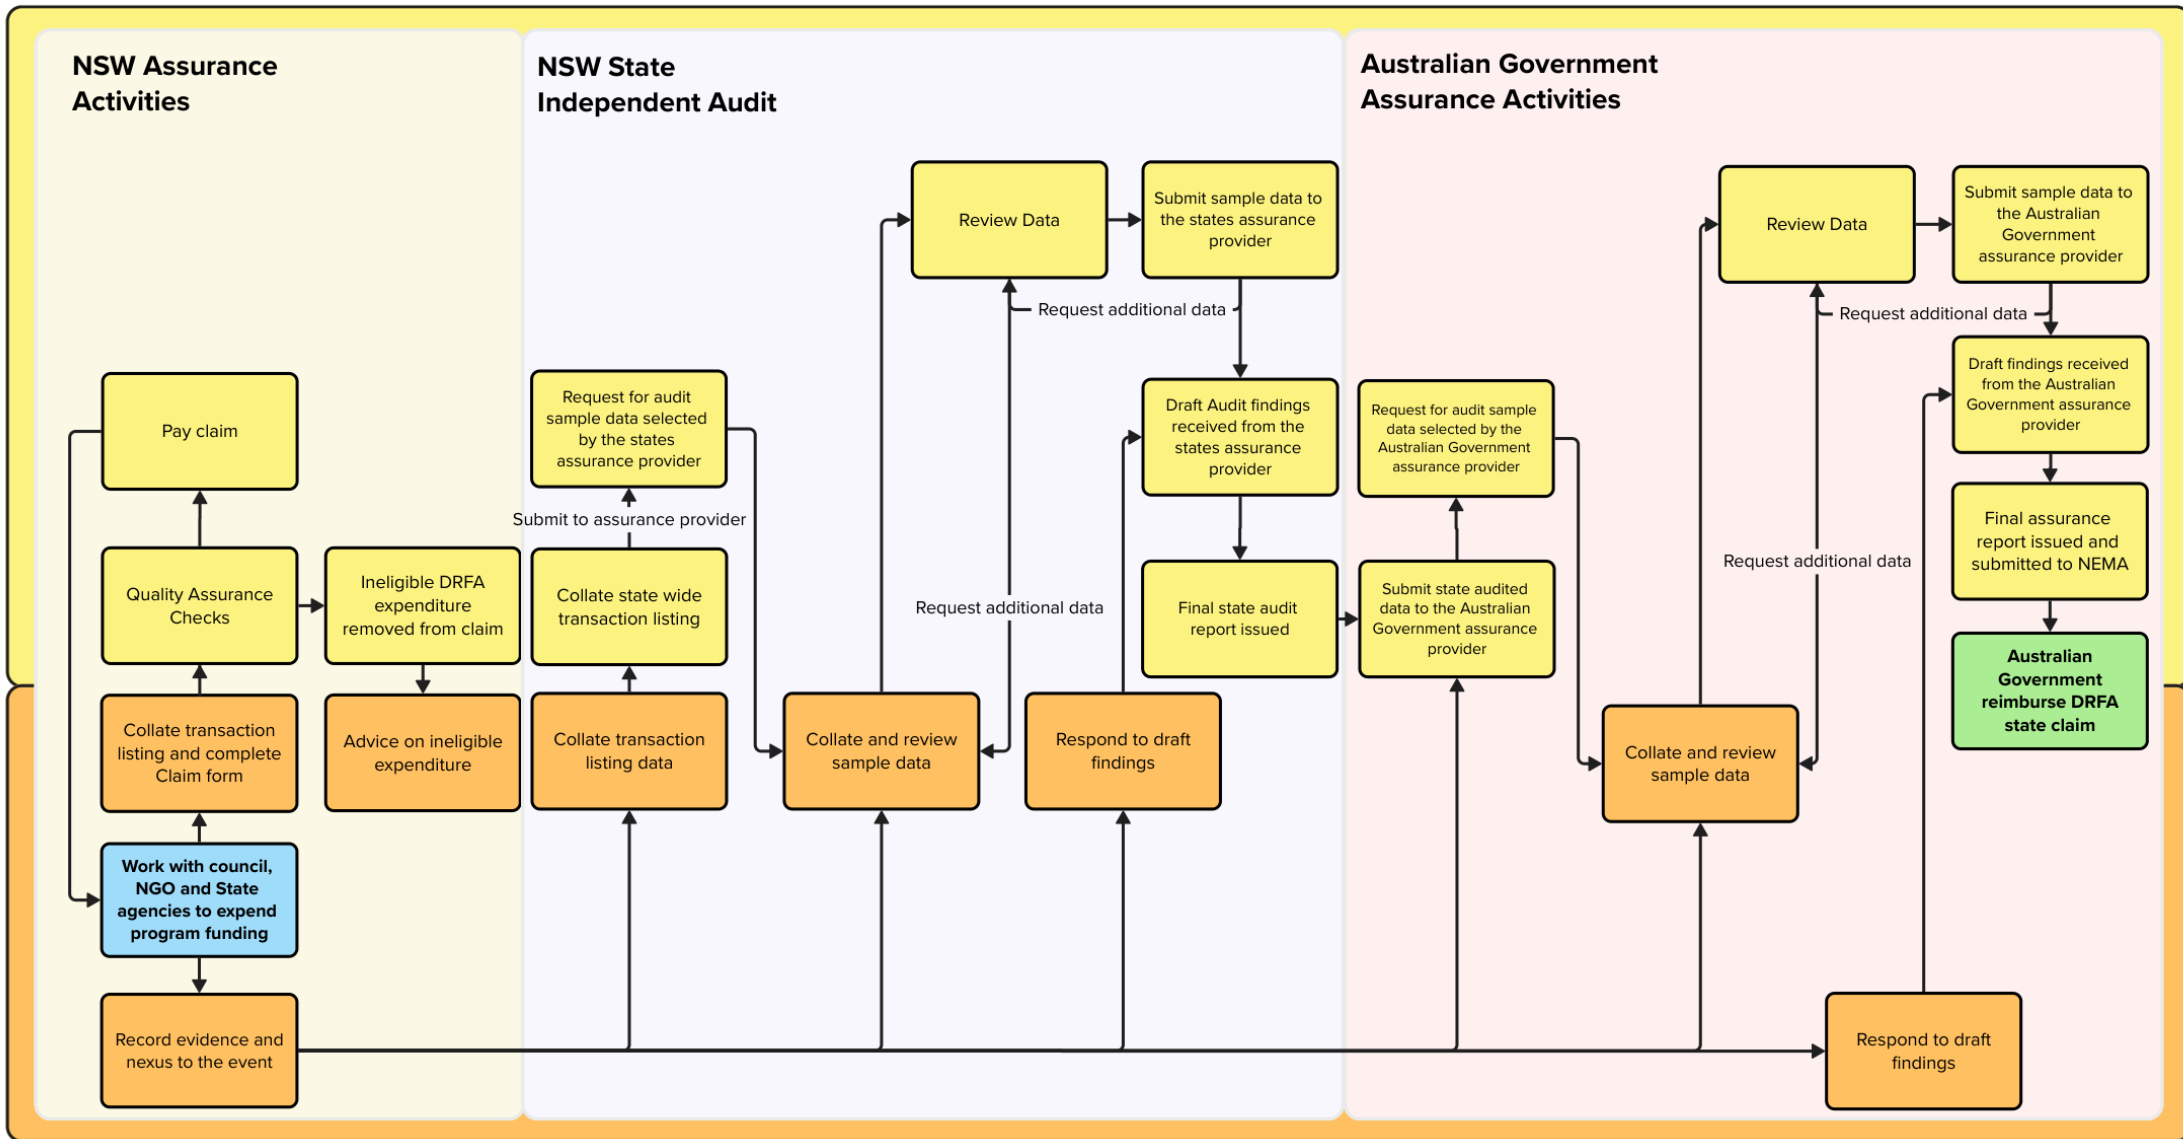 NSW Assurance
Activities
Pay claim
Quality Assurance
Checks
Ineligible DRFA
expenditure
removed from claim
Collate transaction
listing and complete
Claim form
Advice on ineligible
expenditure
Work with council,
NGO and State
agencies to expend
program funding
Record evidence and
nexus to the event
NSW State
Independent Audit
Review Data
Submit sample data to
the states assurance
provider
Request additional data
Request for audit
sample data selected
by the states
assurance provider
Draft Audit findings
received from the
states assurance
provider
Submit to assurance provider
Collate state wide
transaction listing
Request additional data
Final state audit
report issued
Collate transaction
listing data
Collate and review
sample data
Respond to draft
findings
Australian Government
Assurance Activities
Review Data
Submit sample data to
the Australian
Government
assurance provider
Request additional data
Draft findings received
from the Australian
Government assurance
provider
Request for audit sample
data selected by the
Australian Government
assurance provider
Final assurance
report issued and
submitted to NEMA
Request additional data
Submit state audited
data to the Australian
Government assurance
provider
Australian
Government
reimburse DRFA
state claim
Collate and review
sample data
Respond to draft
findings